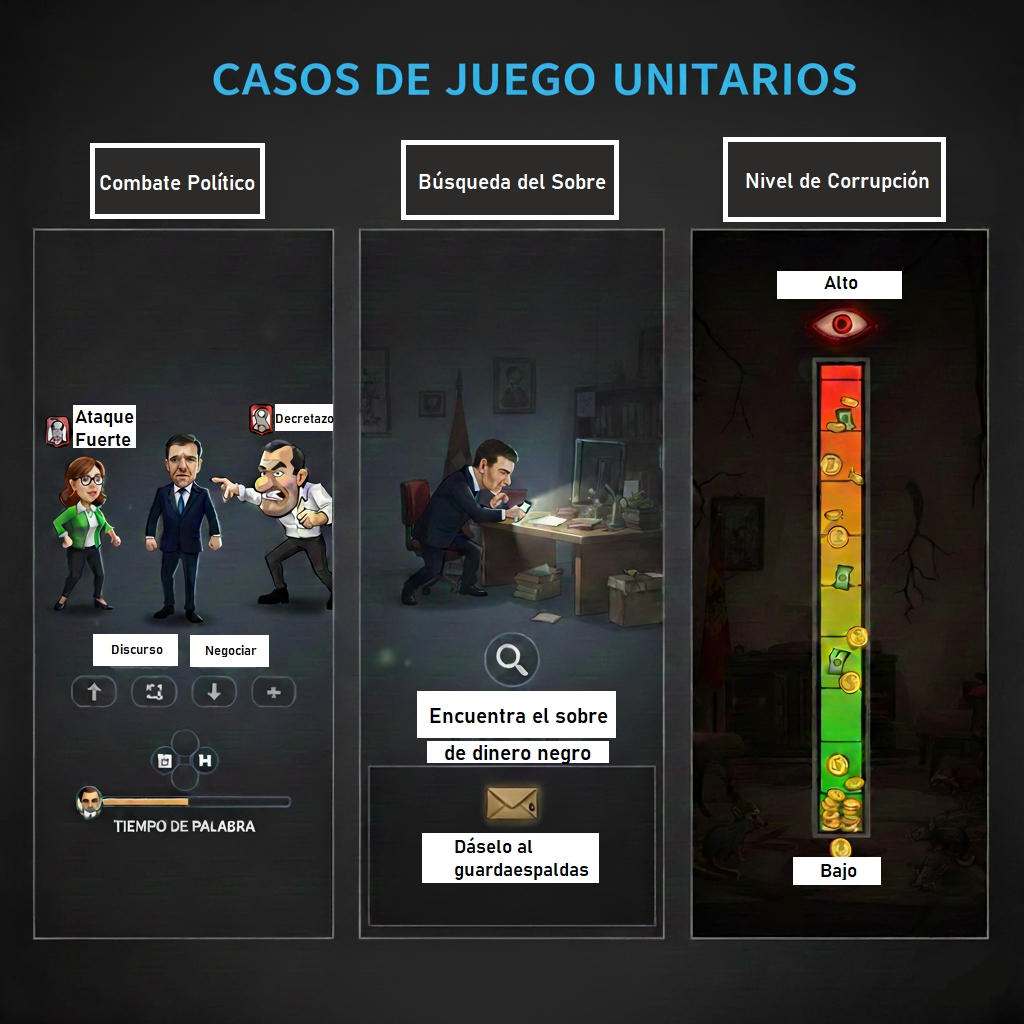 CASOS DE JUEGO UNITARIOS
Combate Político
Búsqueda del Sobre
Nivel de Corrupción
Ataque
Fuerte
Decretazo
Discurso
Negociar
H
TIEMPO DE PALABRA
Encuentra el sobre
de dinero negro
Dáselo al
guardaespaldas
Alto
Bajo